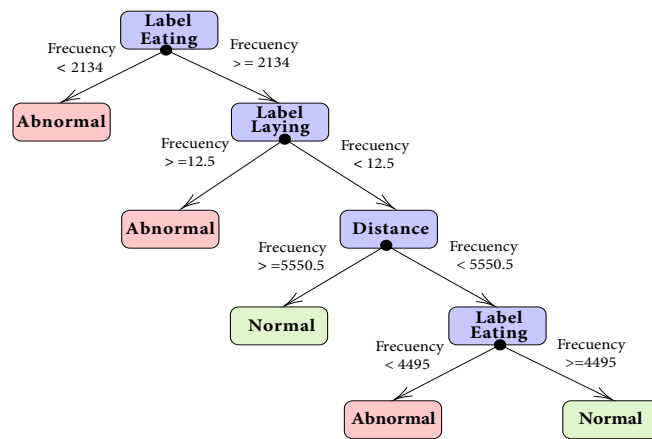 Label
Eating
Frecuency
< 2134
Frecuency
>= 2134
Abnormal
Label
Laying
Frecuency
> =12.5
Frecuency
< 12.5
Abnormal
Distance
Frecuency
> =5550.5
Frecuency
< 5550.5
Normal
Label
Eating
Frecuency
< 4495
Frecuency
>=4495
Abnormal
Normal